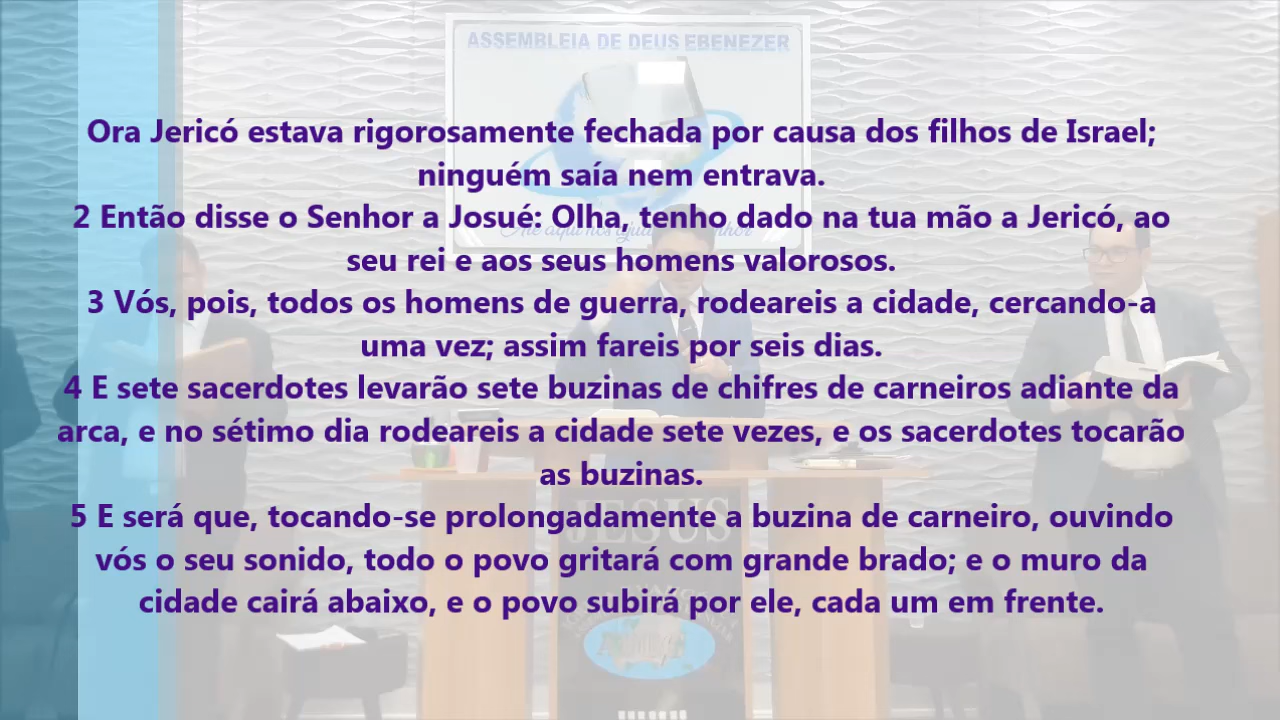 ASSEMBLEIA DE DEUS EBENEZER
Ora Jericó estava rigorosamente fechada por causa dos filhos de Israel;
ninguém saía nem entrava.
2 Então disse o Senhor a Josué: Olha, tenho dado na tua mão a Jericó, ao
seu rei e aos seus homens valorosos.
3 Vós, pois, todos os homens de guerra, rodeareis a cidade, cercando-a
uma vez; assim fareis por seis dias.
4 E sete sacerdotes levarão sete buzinas de chifres de carneiros adiante da
arca, e no sétimo dia rodeareis a cidade sete vezes, e os sacerdotes tocarão
as buzinas.
5 E será que, tocando-se prolongadamente a buzina de carneiro, ouvindo
vós o seu sonido, todo o povo gritará com grande brado; e o muro da
cidade cairá abaixo, e o povo subirá por ele, cada um em frente.
JESUS